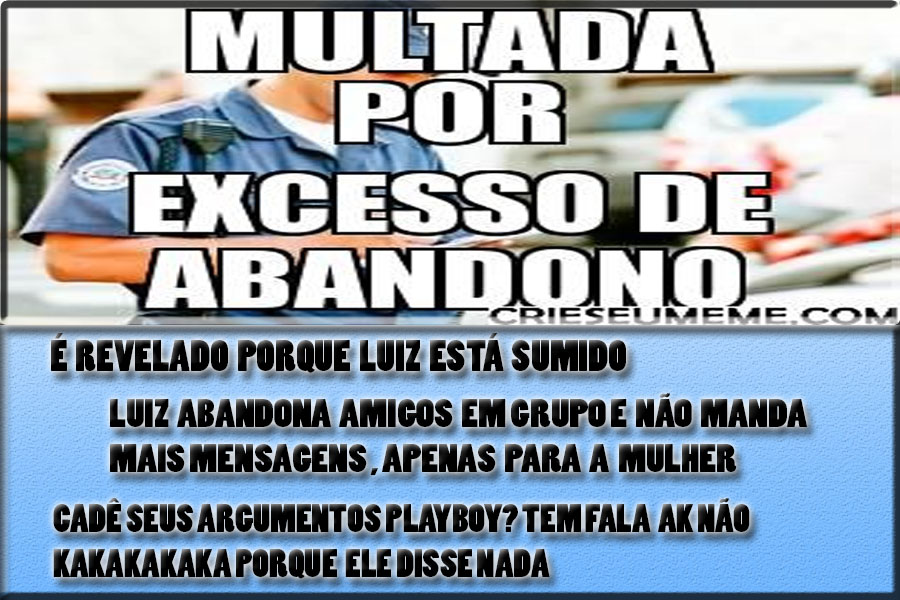 MULTADA
POR
EXCESSO DE
ABANDONO
CRIESEUMEME.COM
É REVELADO PORQUE LUIZ ESTÁ SUMIDO
LUIZ ABANDONA AMIGOS EM GRUPO E NÃO MANDA
MAIS MENSAGENS, APENAS PARA A MULHER
CADÊ SEUS ARGUMENTOS PLAYBOY? TEM FALA AK NÃO
KAKAKAKAKA PORQUE ELE DISSE NADA